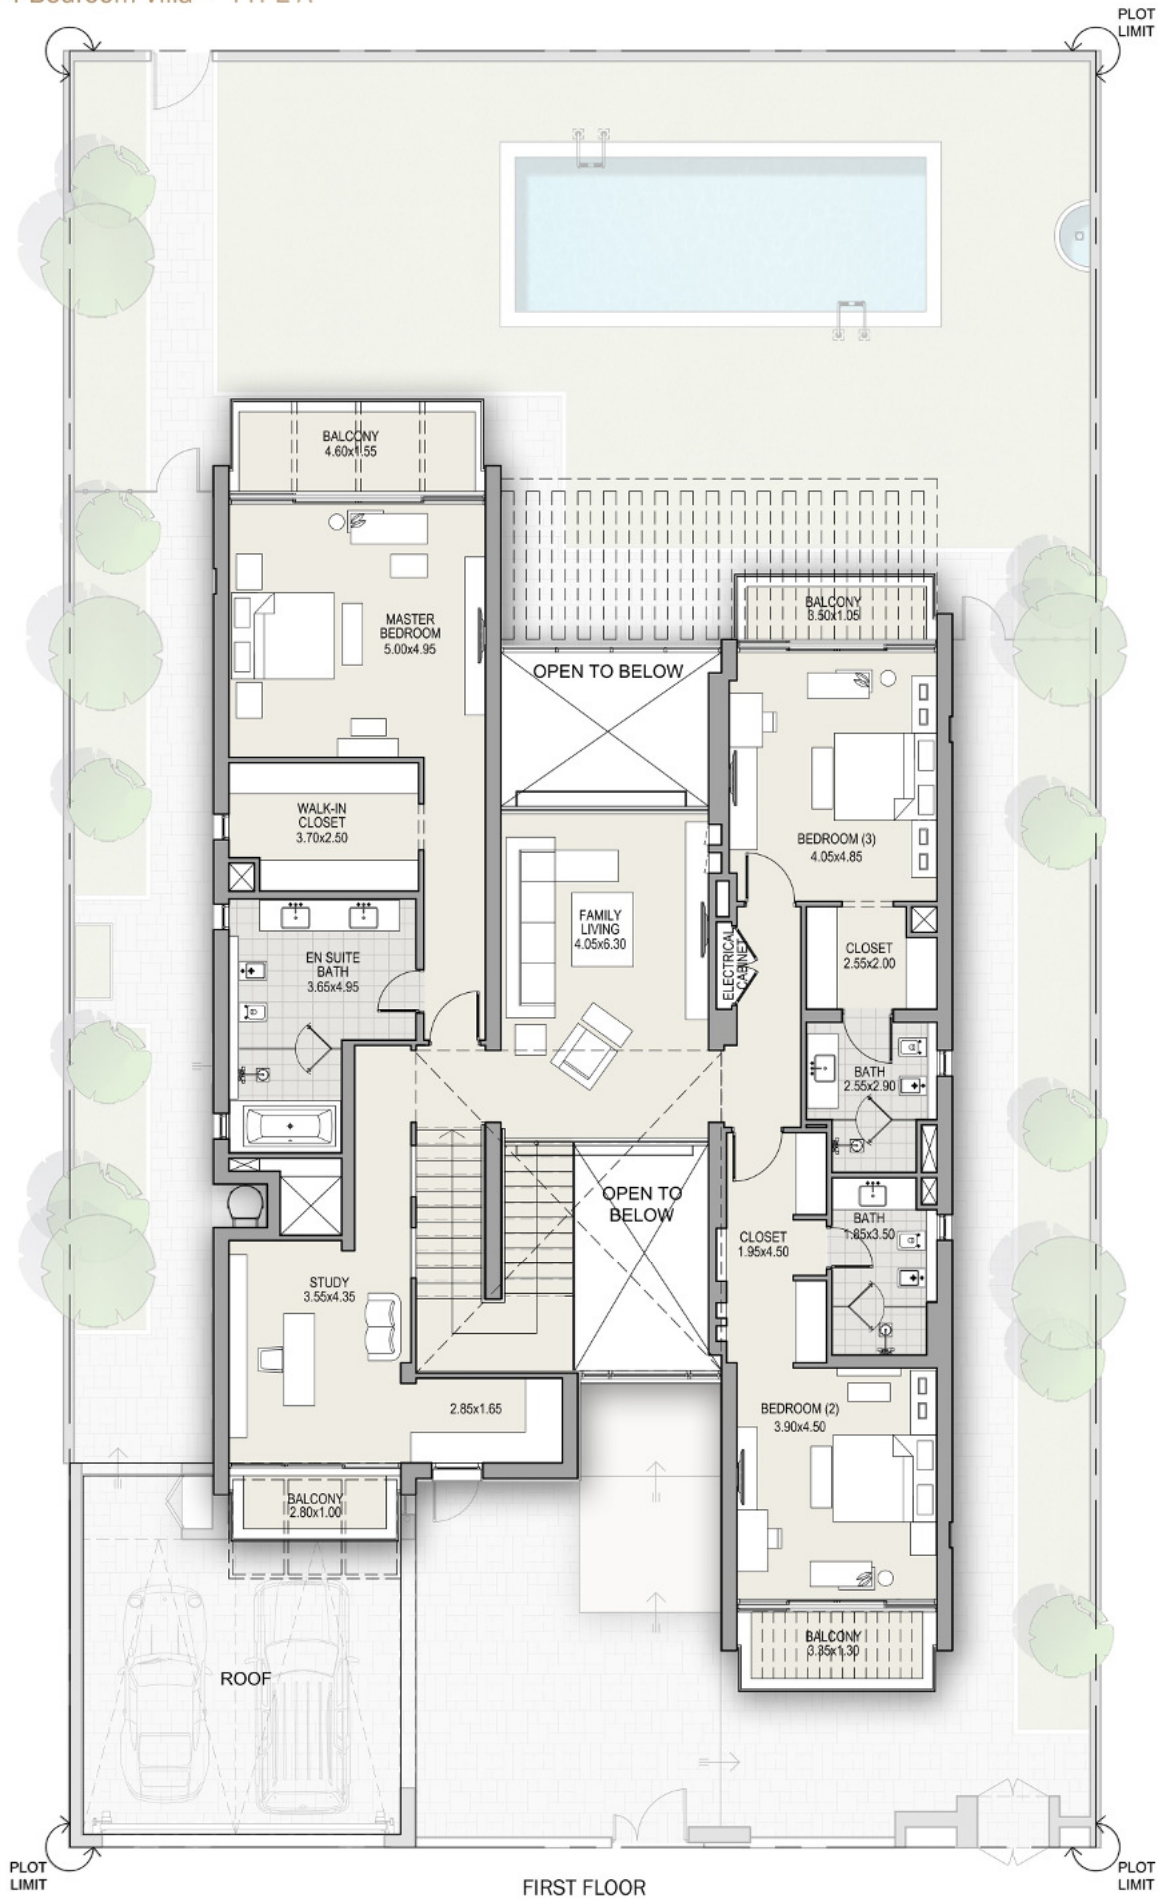 4 Bedroom Villa
PLOT
LIMIT
BALCONY
4.60x1.55
MASTER
BEDROOM
5.00x4.95
BALCONY
3.50x1.05
OPEN TO BELOW
WALK-IN
CLOSET
3.70x2.50
BEDROOM (3)
4.05x4.85
FAMILY
LIVING
4.05x6.30
ELECTRICAL
CABINET
CLOSET
2.55x2.00
EN SUITE
BATH
3.65x4.95
BATH
2.55x2.90
OPEN TO
BELOW
BATH
1.85x3.50
CLOSET
1.95x4.50
STUDY
3.55x4.35
2.85x1.65
BEDROOM (2)
3.90x4.50
BALCONY
2.80x1.00
BALCONY
3.85x1.30
ROOF
PLOT
LIMIT
PLOT
LIMIT
FIRST FLOOR